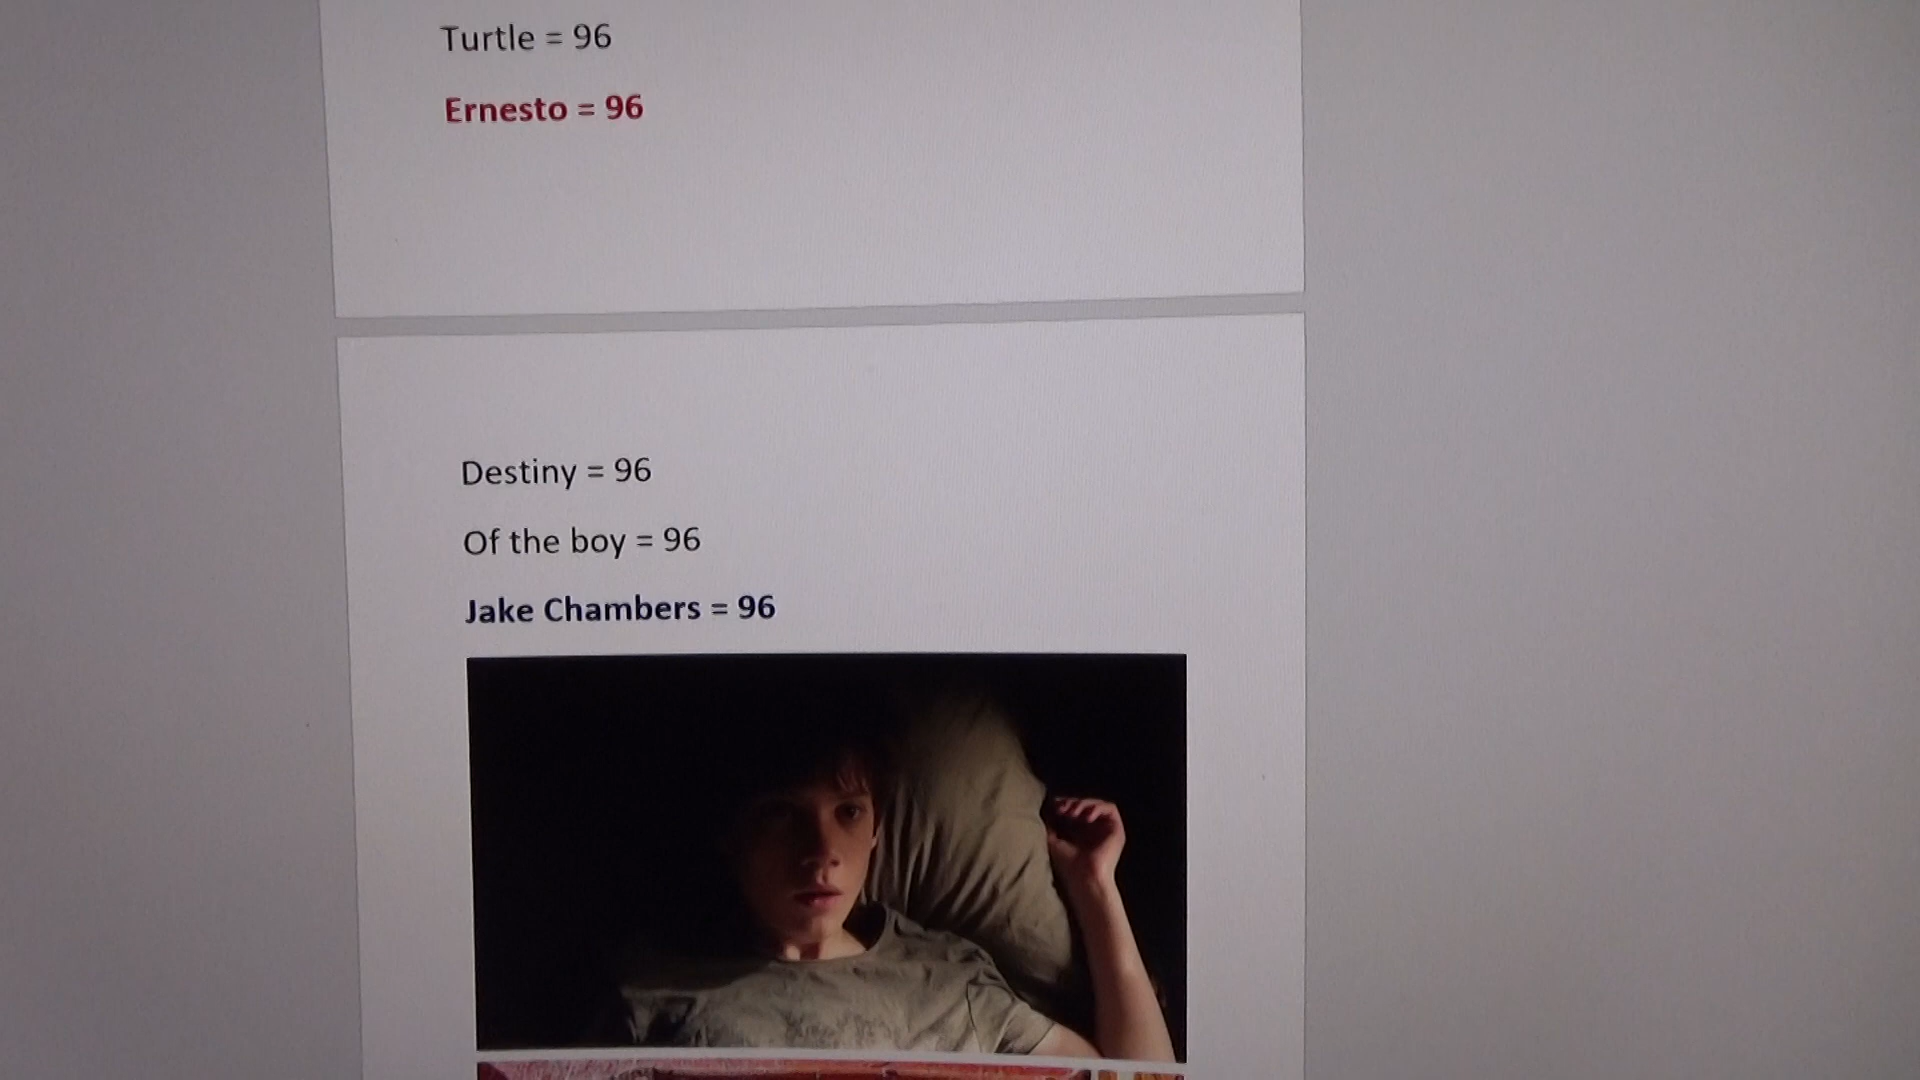 Turtle = 96
Ernesto = 96
Destiny = 96
Of the boy = 96
Jake Chambers = 96